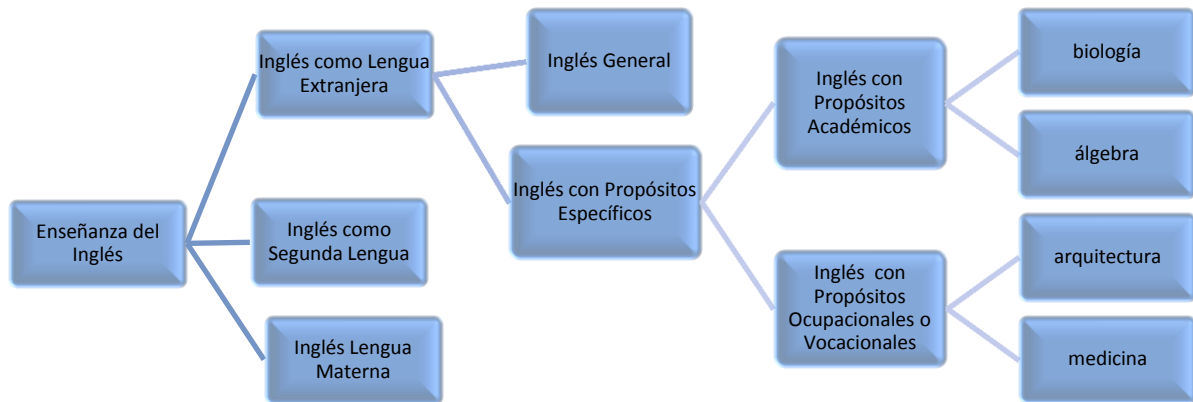 Inglés como Lengua
Extranjera
Inglés General
Inglés con
Propósitos
Académicos
biología
álgebra
Inglés con Propósitos
Específicos
Enseñanza del
Inglés
Inglés como
Segunda Lengua
Inglés Lengua
Materna
Inglés con
Propósitos
Ocupacionales o
Vocacionales
arquitectura
medicina